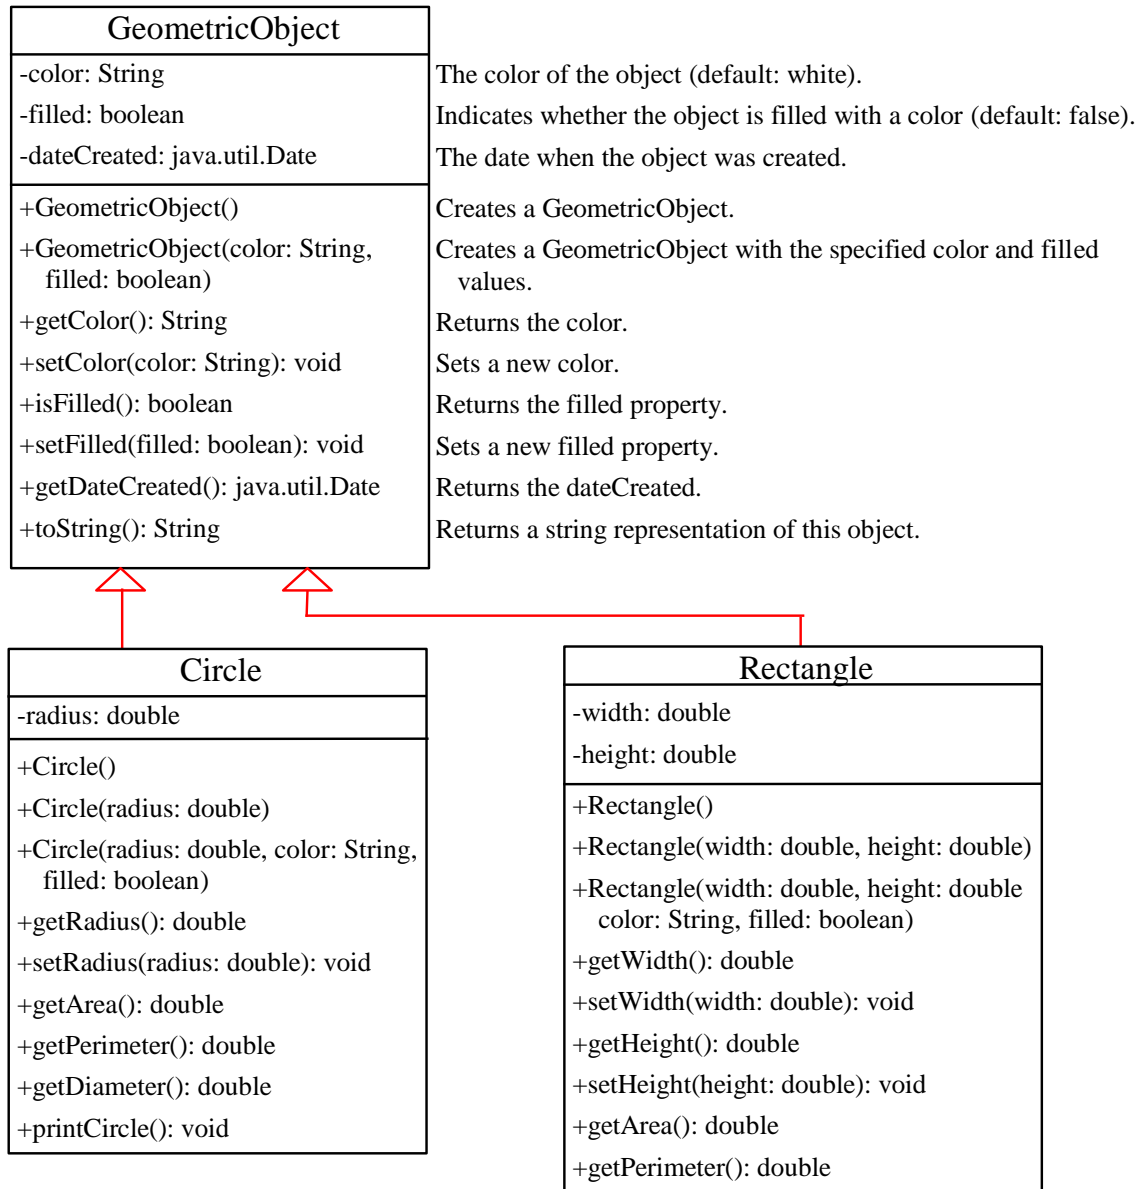 GeometricObject
-color: String
The color of the object (default: white).
-filled: boolean
Indicates whether the object is filled with a color (default: false).
-dateCreated: java.util.Date
The date when the object was created.
+GeometricObject()
Creates a GeometricObject.
+GeometricObject(color: String,
filled: boolean)
Creates a GeometricObject with the specified color and filled
values.
+getColor(): String
Returns the color.
+setColor(color: String): void
Sets a new color.
+isFilled(): boolean
Returns the filled property.
+setFilled(filled: boolean): void
Sets a new filled property.
+getDateCreated(): java.util.Date
Returns the dateCreated.
+toString(): String
Returns a string representation of this object.
Circle
-radius: double
+Circle()
+Circle(radius: double)
+Circle(radius: double, color: String,
filled: boolean)
+getRadius(): double
+setRadius(radius: double): void
+getArea(): double
+getPerimeter(): double
+getDiameter(): double
+printCircle(): void
Rectangle
-width: double
-height: double
+Rectangle()
+Rectangle(width: double, height: double)
+Rectangle(width: double, height: double
color: String, filled: boolean)
+getWidth(): double
+setWidth(width: double): void
+getHeight(): double
+setHeight(height: double): void
+getArea(): double
+getPerimeter(): double